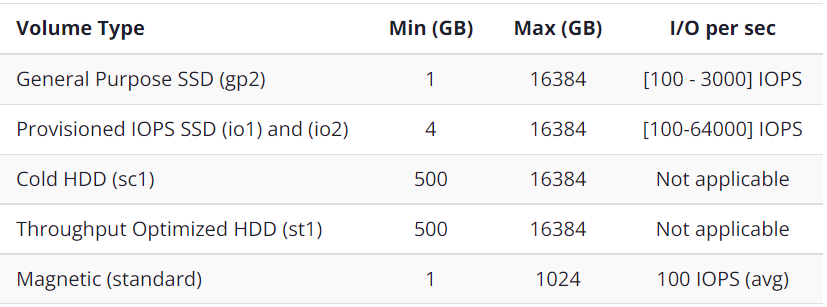 Volume Type Min (GB) Max (GB) I/O per sec
General Purpose SSD (gp2) 1 16384 [100 - 3000] IOPS
Provisioned IOPS SSD (io1) and (io2) 4 16384 [100-64000] IOPS
Cold HDD (sc1) 500 16384 Not applicable
Throughput Optimized HDD (st1) 500 16384 Not applicable
Magnetic (standard) 1 1024 100 IOPS (avg)